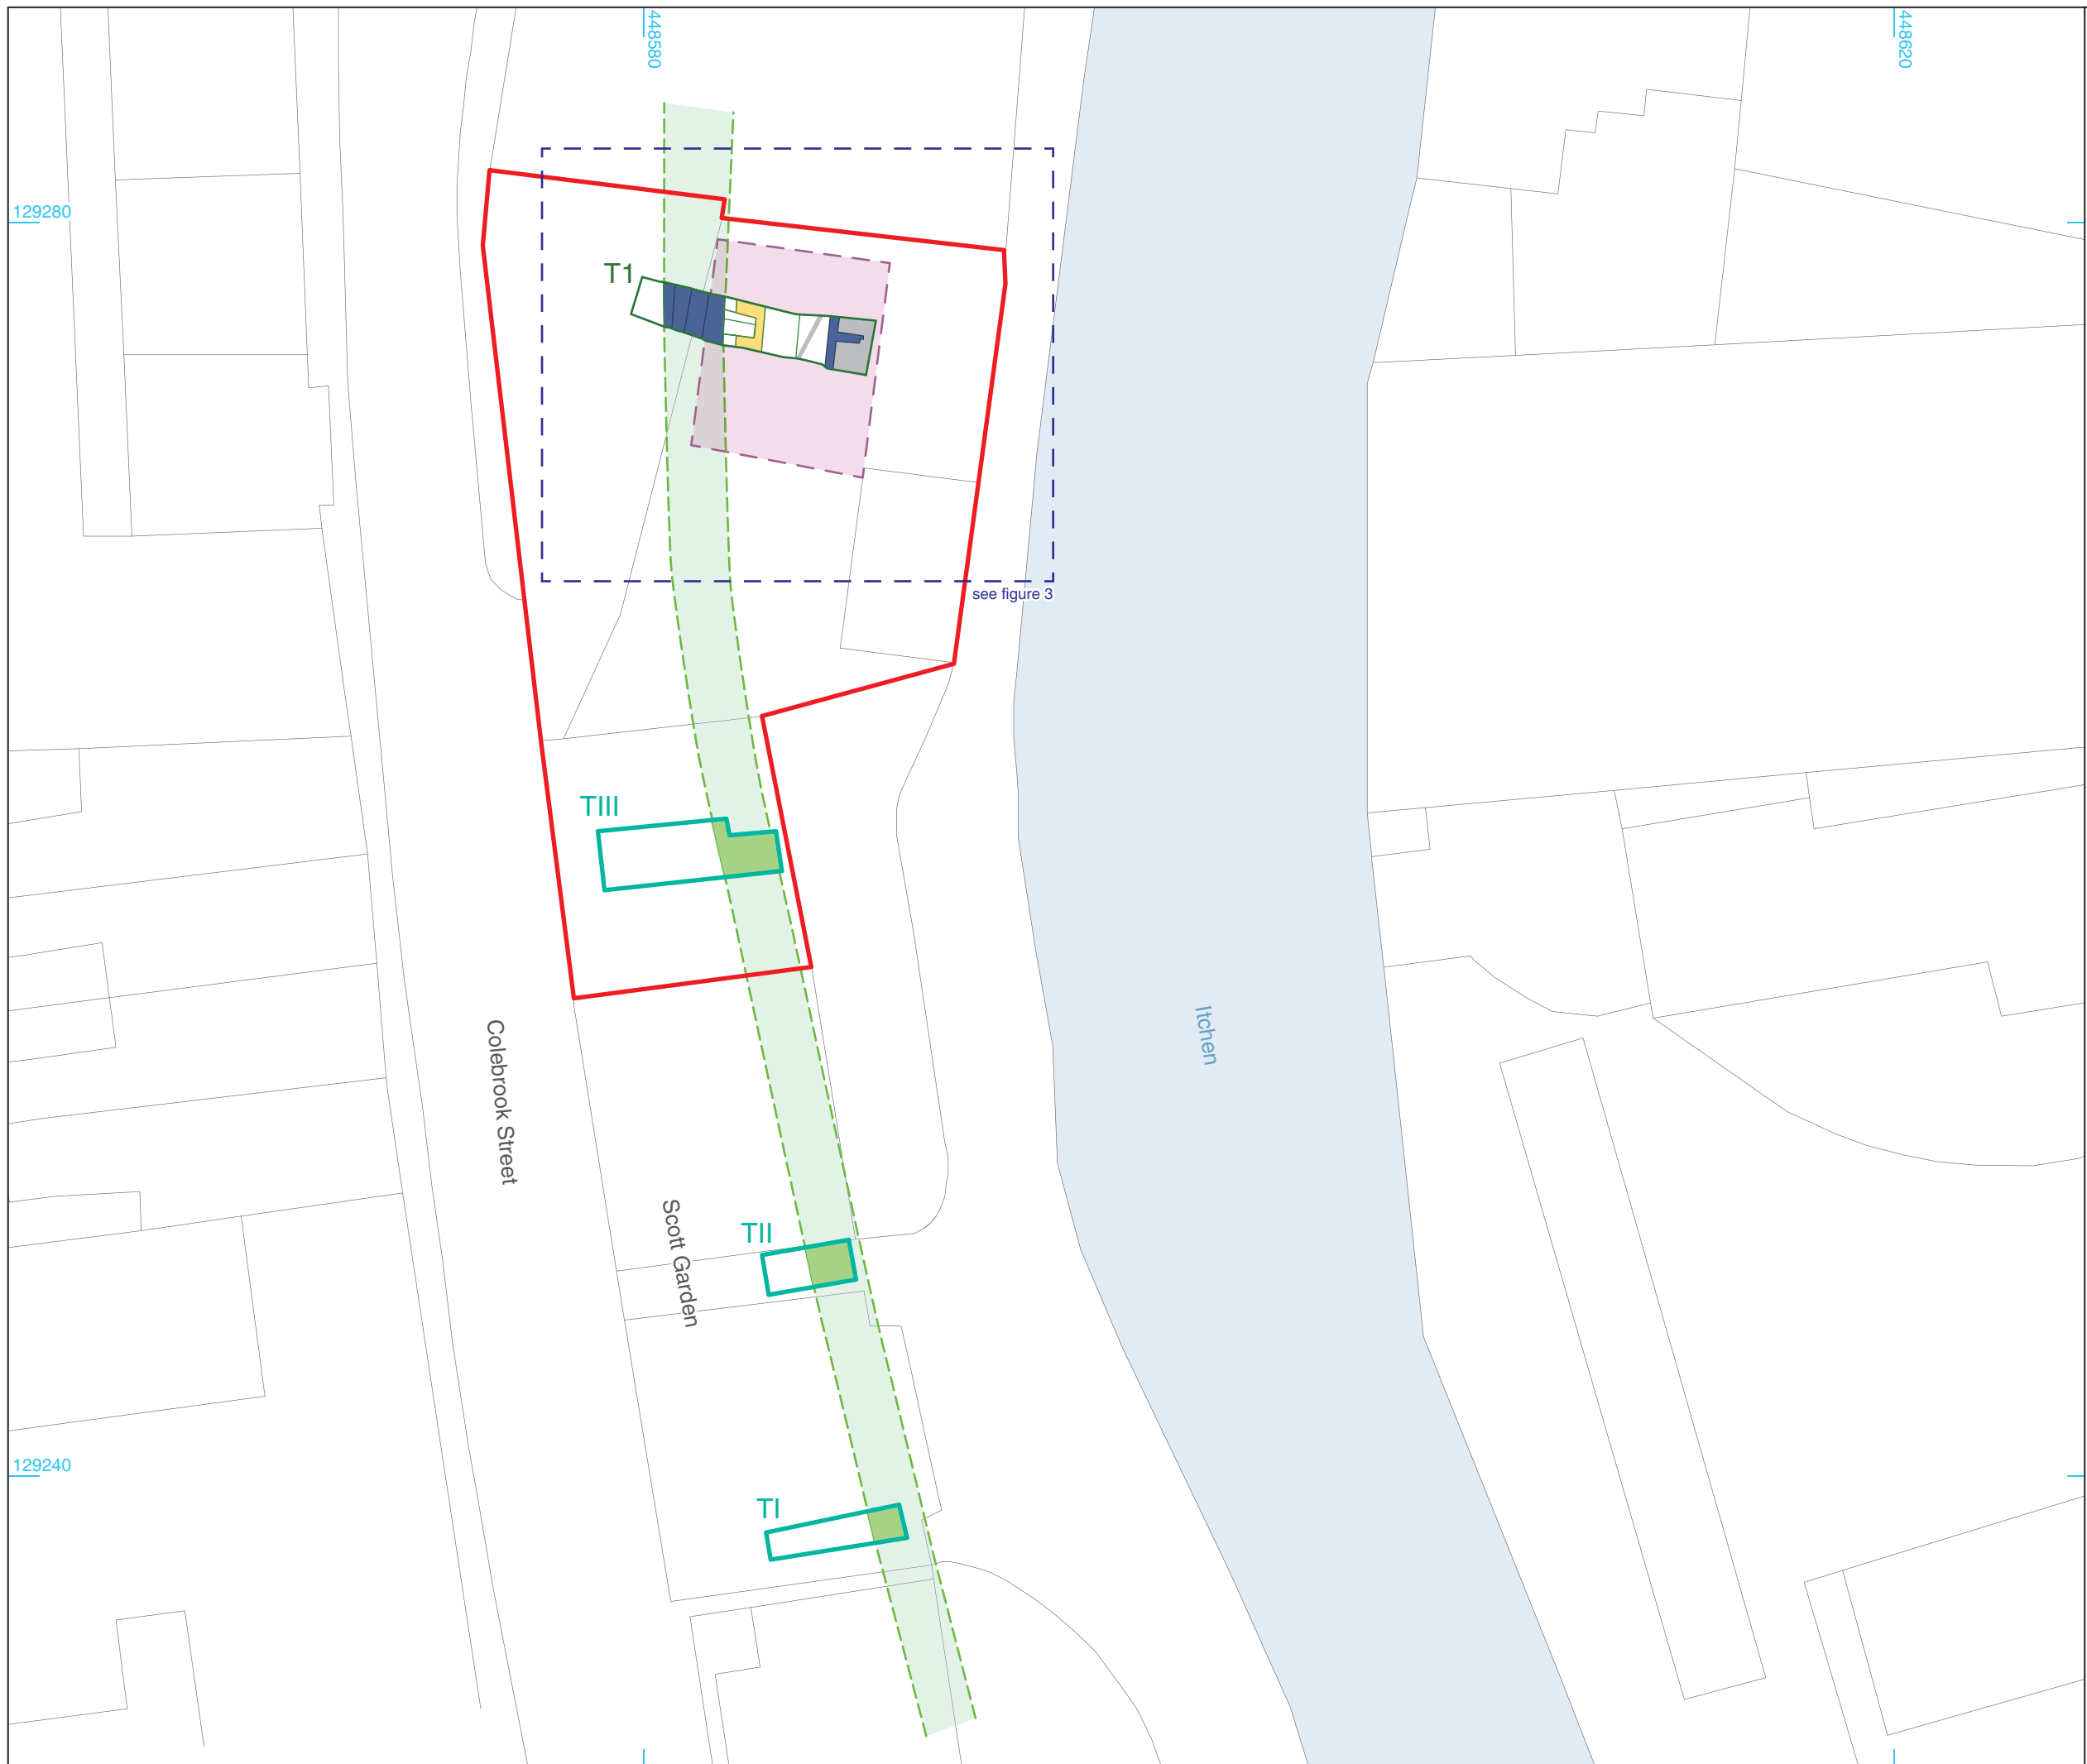 448580
448620
129280
T1
see figure 3
TIII
Itchen
Colebrook Street
Scott Garden
TII
129240
TI